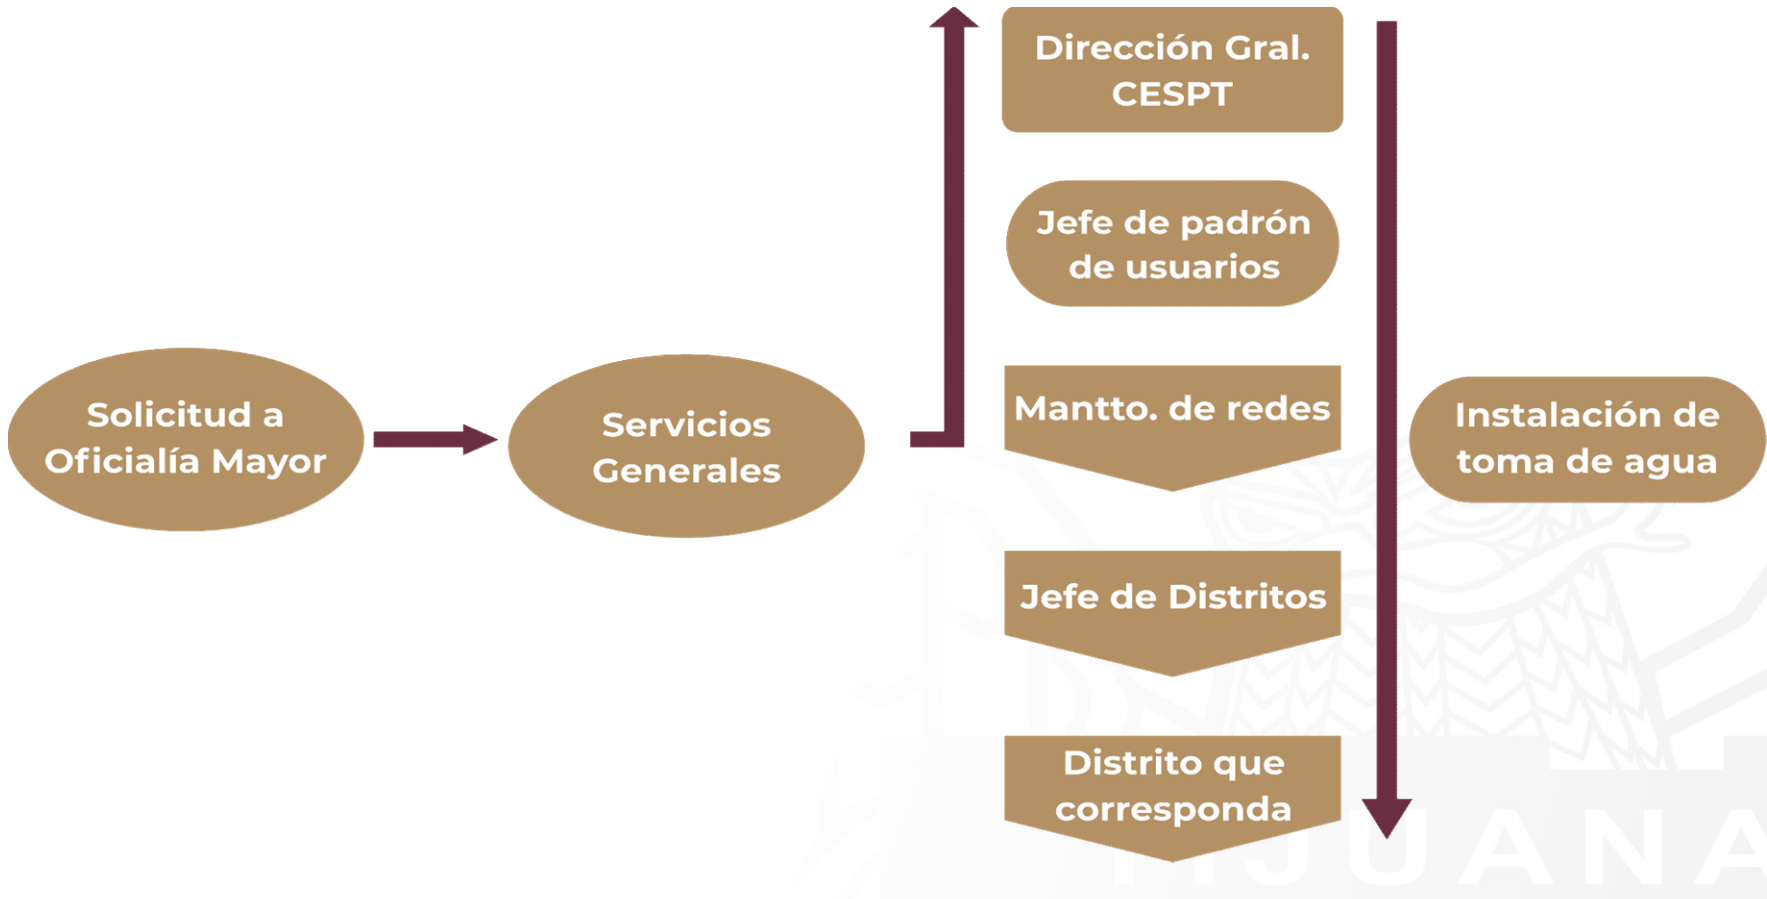 Solicitud a
Oficialía Mayor
Servicios
Generales
Dirección Gral.
CESPT
Jefe de padrón
de usuarios
Mantto. de redes
Jefe de Distritos
Distrito que
corresponda
Instalación de
toma de agua
TIJUANA